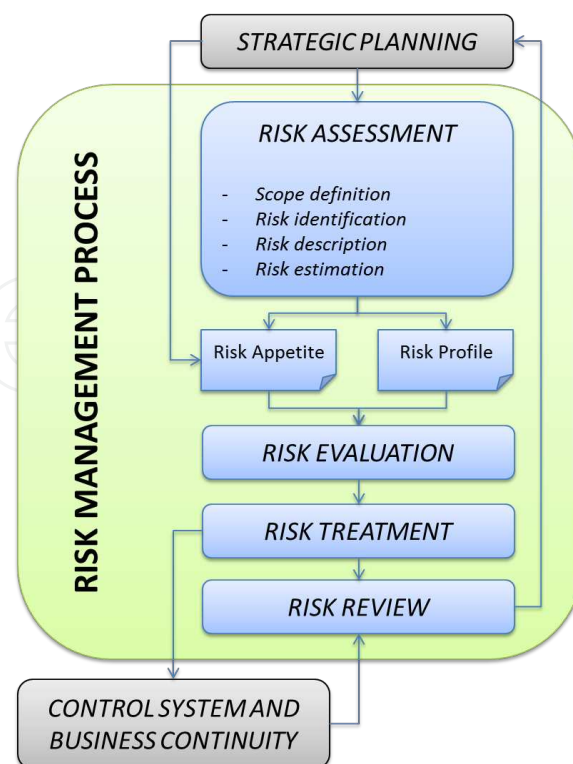 STRATEGIC PLANNING
RISK MANAGEMENT PROCESS
RISK ASSESSMENT
- Scope definition
- Risk identification
- Risk description
- Risk estimation
Risk Appetite
Risk Profile
RISK EVALUATION
RISK TREATMENT
RISK REVIEW
CONTROL SYSTEM AND
BUSINESS CONTINUITY